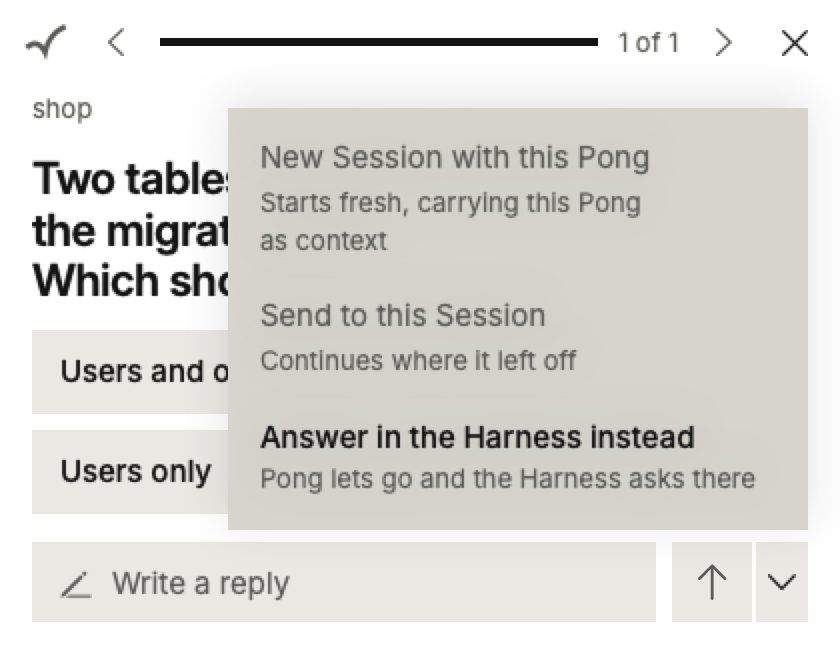 1 of 1
shop
Two tables
the migrat
Which sho
New Session with this Pong
Starts fresh, carrying this Pong
as context
Send to this Session
Continues where it left off
Answer in the Harness instead
Pong lets go and the Harness asks there
Users and o
Users only
Write a reply